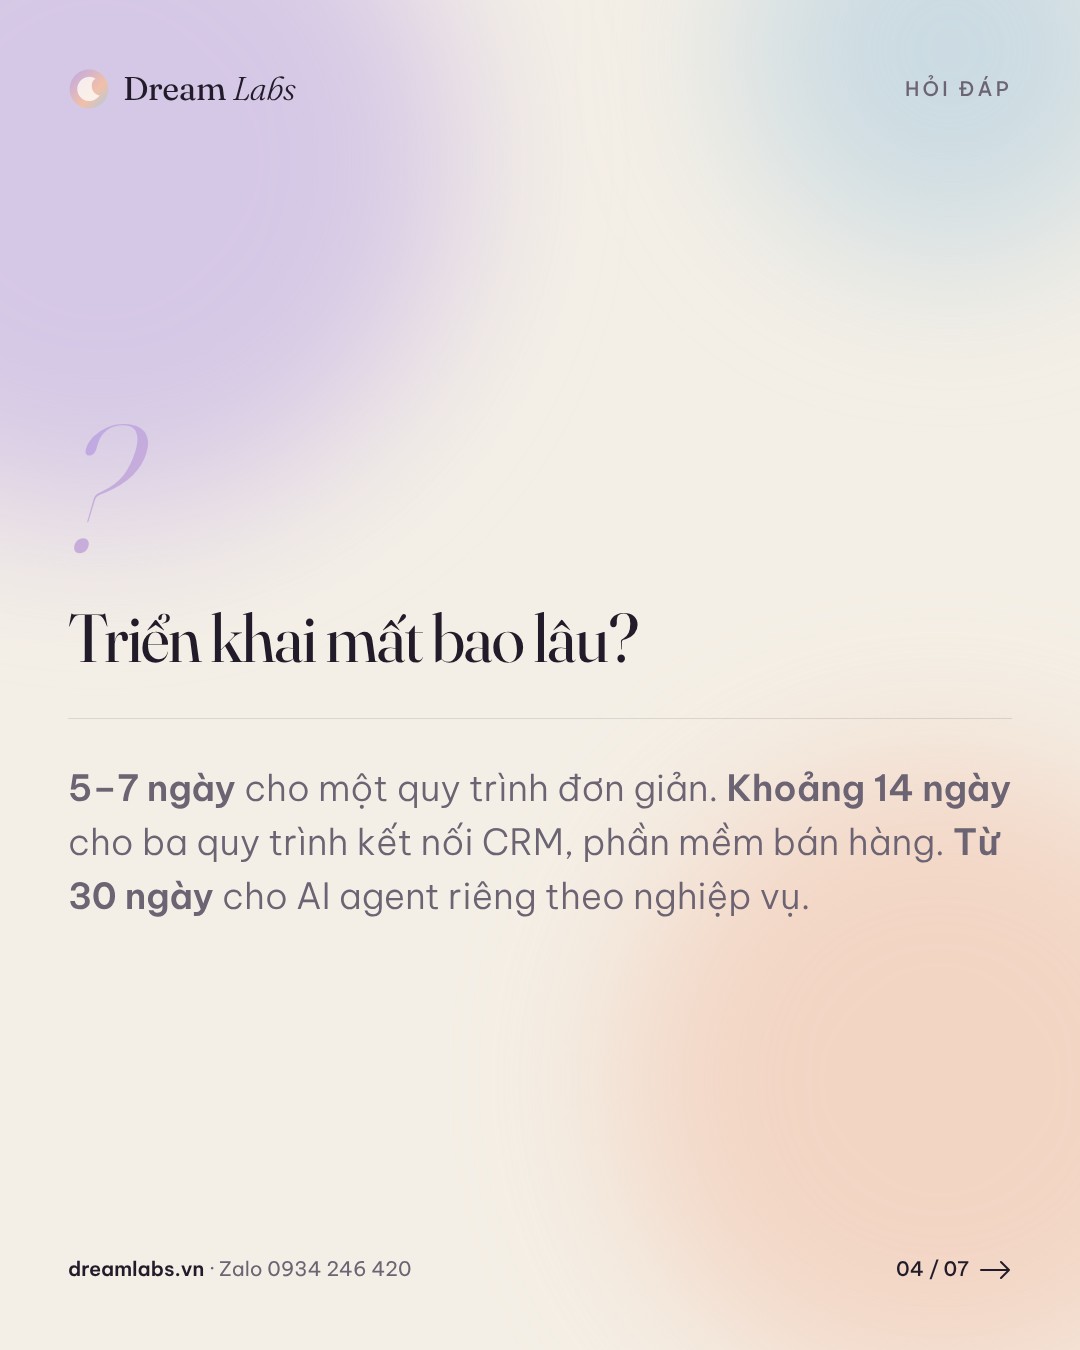 Dream Labs
HỎI ĐÁP
?
Triển khai mất bao lâu?
5–7 ngày cho một quy trình đơn giản. Khoảng 14 ngày
cho ba quy trình kết nối CRM, phần mềm bán hàng. Từ
30 ngày cho AI agent riêng theo nghiệp vụ.
dreamlabs.vn · Zalo 0934 246 420
04 / 07 →